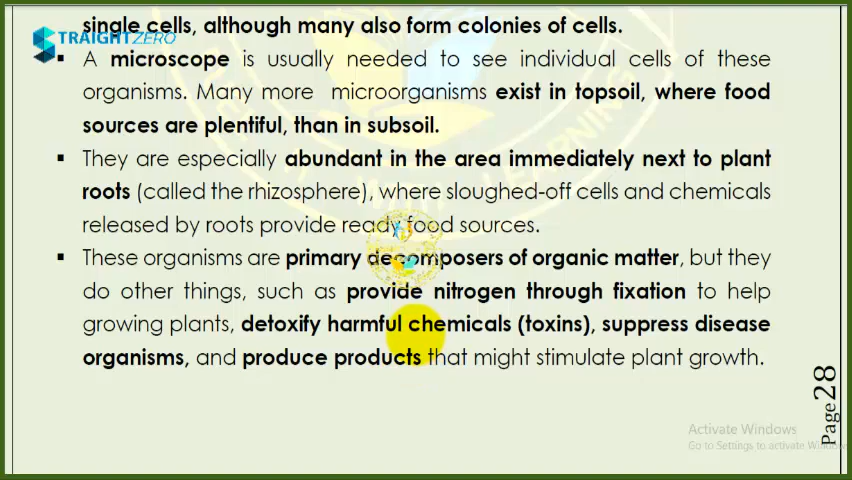 single cells, although many also form colonies of cells.
STRAIGHTZERO
▪ A microscope is usually needed to see individual cells of these
organisms. Many more microorganisms exist in topsoil, where food
sources are plentiful, than in subsoil.
▪ They are especially abundant in the area immediately next to plant
roots (called the rhizosphere), where sloughed-off cells and chemicals
released by roots provide ready food sources.
▪ These organisms are primary decomposers of organic matter, but they
do other things, such as provide nitrogen through fixation to help
growing plants, detoxify harmful chemicals (toxins), suppress disease
organisms, and produce products that might stimulate plant growth.
Page28
Activate Windows
Go to Settings to activate Windows